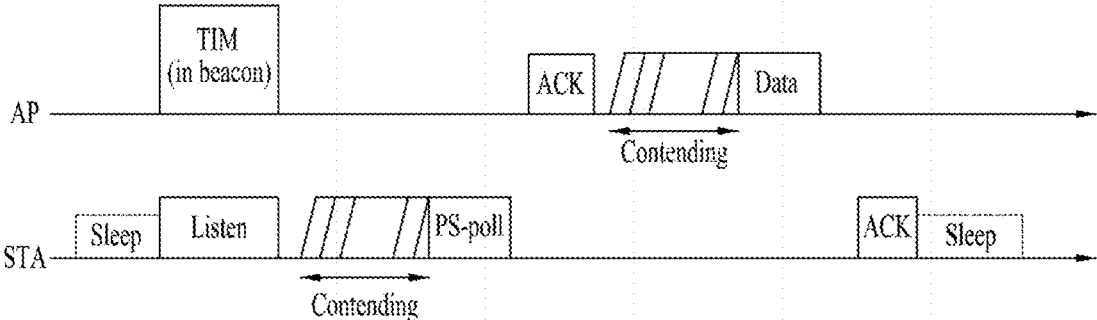 TIM
(in beacon)
ACK
Data
AP
Contending
Sleep
Listen
PS-poll
ACK
Sleep
STA
Contending